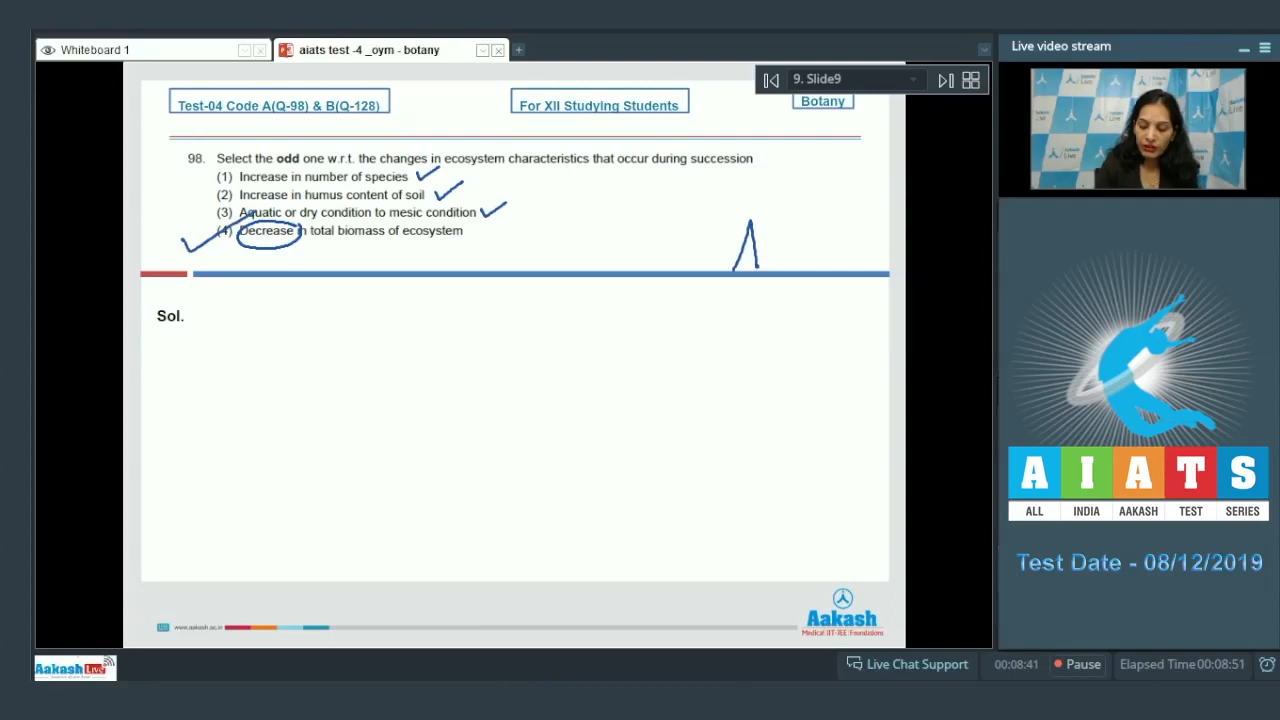 Whiteboard 1
aiats test -4 _oym - botany
Live video stream
9. Slide9
Test-04 Code A(Q-98) & B(Q-128)
For XII Studying Students
Botany
98. Select the odd one w.r.t. the changes in ecosystem characteristics that occur during succession
(1) Increase in number of species
(2) Increase in humus content of soil
(3) Aquatic or dry condition to mesic condition
(4) Decrease in total biomass of ecosystem
Sol.
A I A T S
ALL INDIA AAKASH TEST SERIES
Test Date - 08/12/2019
www.aakash.ac.in
Aakash
Medical|IIT-JEE|Foundations
Aakash Live
Live Chat Support
00:08:41
Pause
Elapsed Time 00:08:51